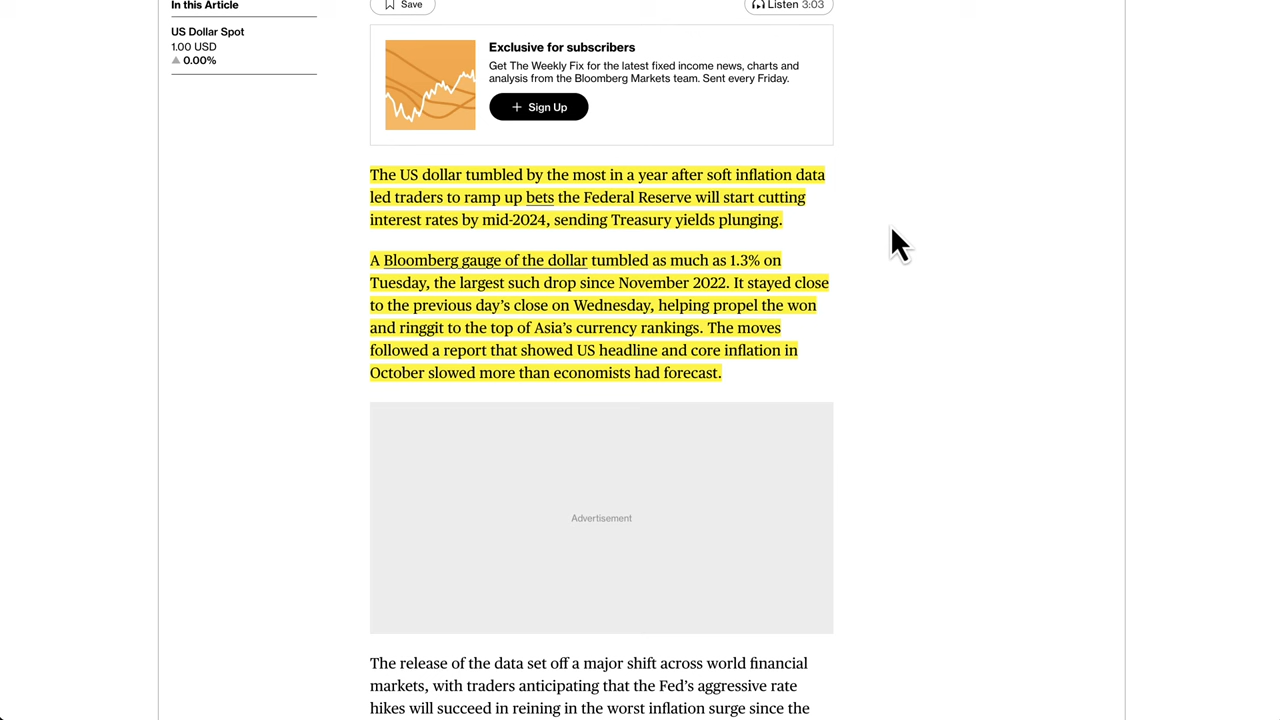 In this Article
US Dollar Spot
1.00 USD
0.00%
Save
Listen 3:03
Exclusive for subscribers
Get The Weekly Fix for the latest fixed income news, charts and
analysis from the Bloomberg Markets team. Sent every Friday.
+ Sign Up
The US dollar tumbled by the most in a year after soft inflation data
led traders to ramp up bets the Federal Reserve will start cutting
interest rates by mid-2024, sending Treasury yields plunging.
A Bloomberg gauge of the dollar tumbled as much as 1.3% on
Tuesday, the largest such drop since November 2022. It stayed close
to the previous day’s close on Wednesday, helping propel the won
and ringgit to the top of Asia’s currency rankings. The moves
followed a report that showed US headline and core inflation in
October slowed more than economists had forecast.
Advertisement
The release of the data set off a major shift across world financial
markets, with traders anticipating that the Fed’s aggressive rate
hikes will succeed in reining in the worst inflation surge since the